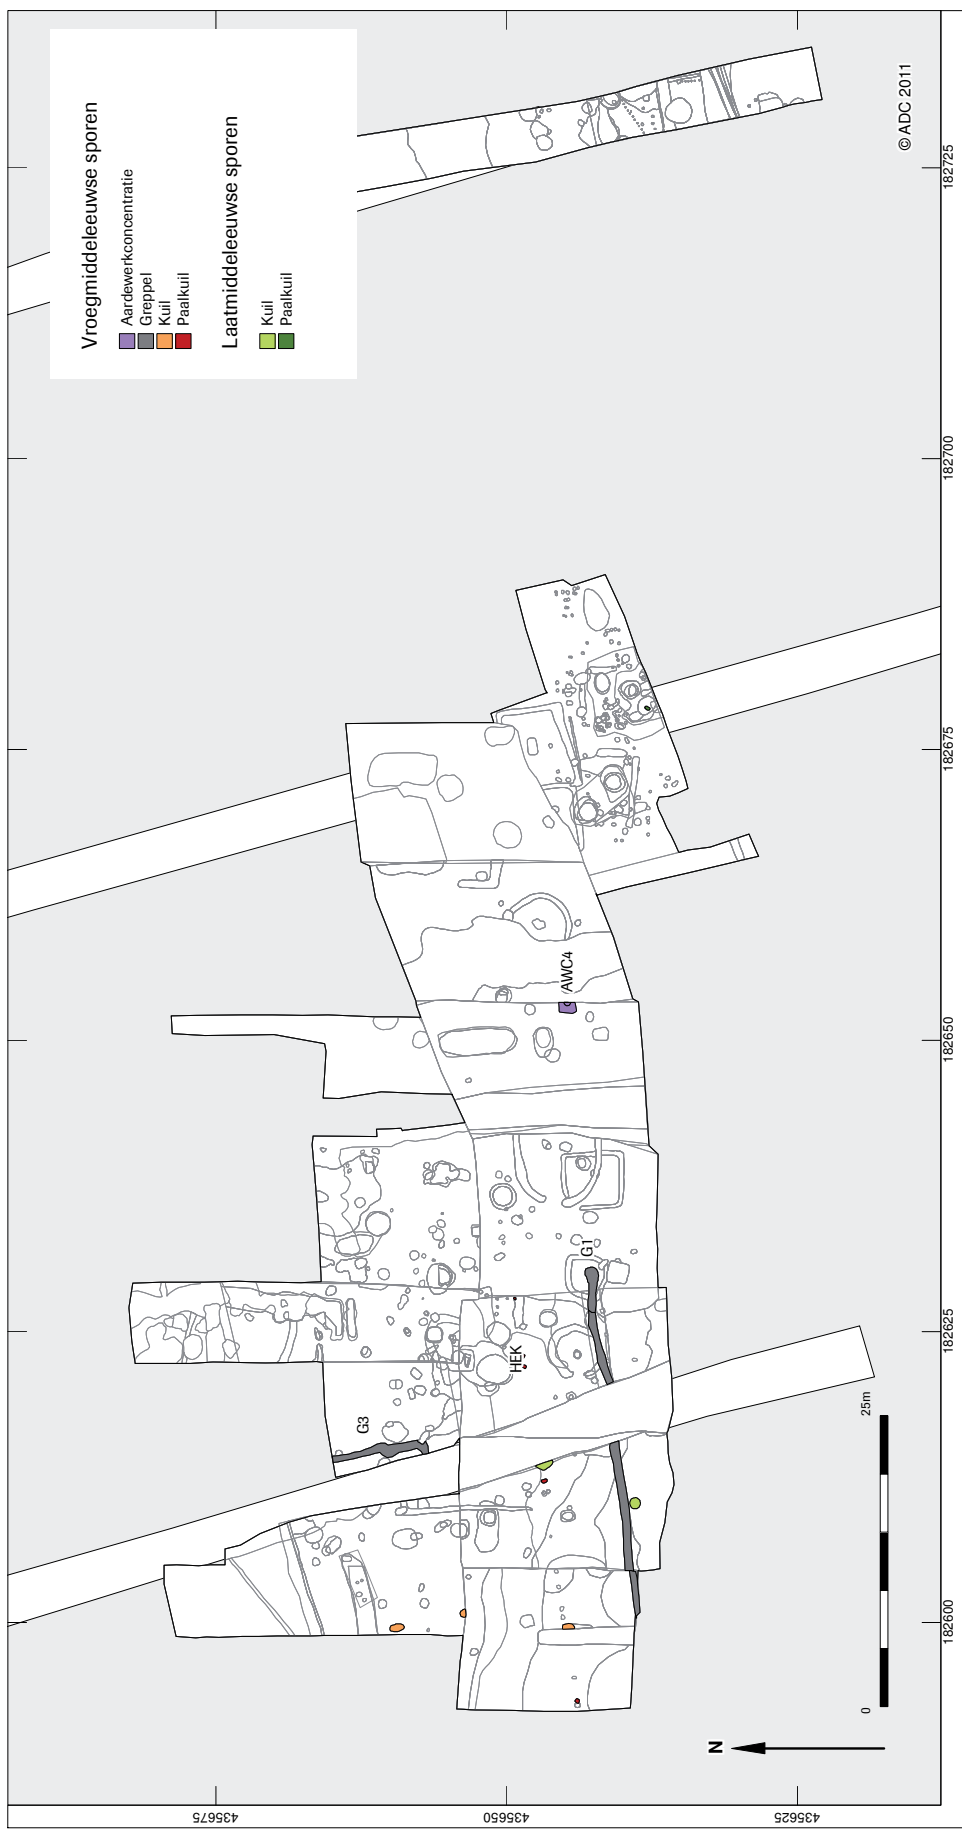 Vroegmiddeleeuwse sporen
Aardewerkconcentratie
Greppel
Kuil
Paalkuil
Laatmiddeleeuwse sporen
Kuil
Paalkuil
© ADC 2011
AWC4
G1
HEK
G3
N
0
25m
182600
182625
182650
182675
182700
182725
435675
435650
435625